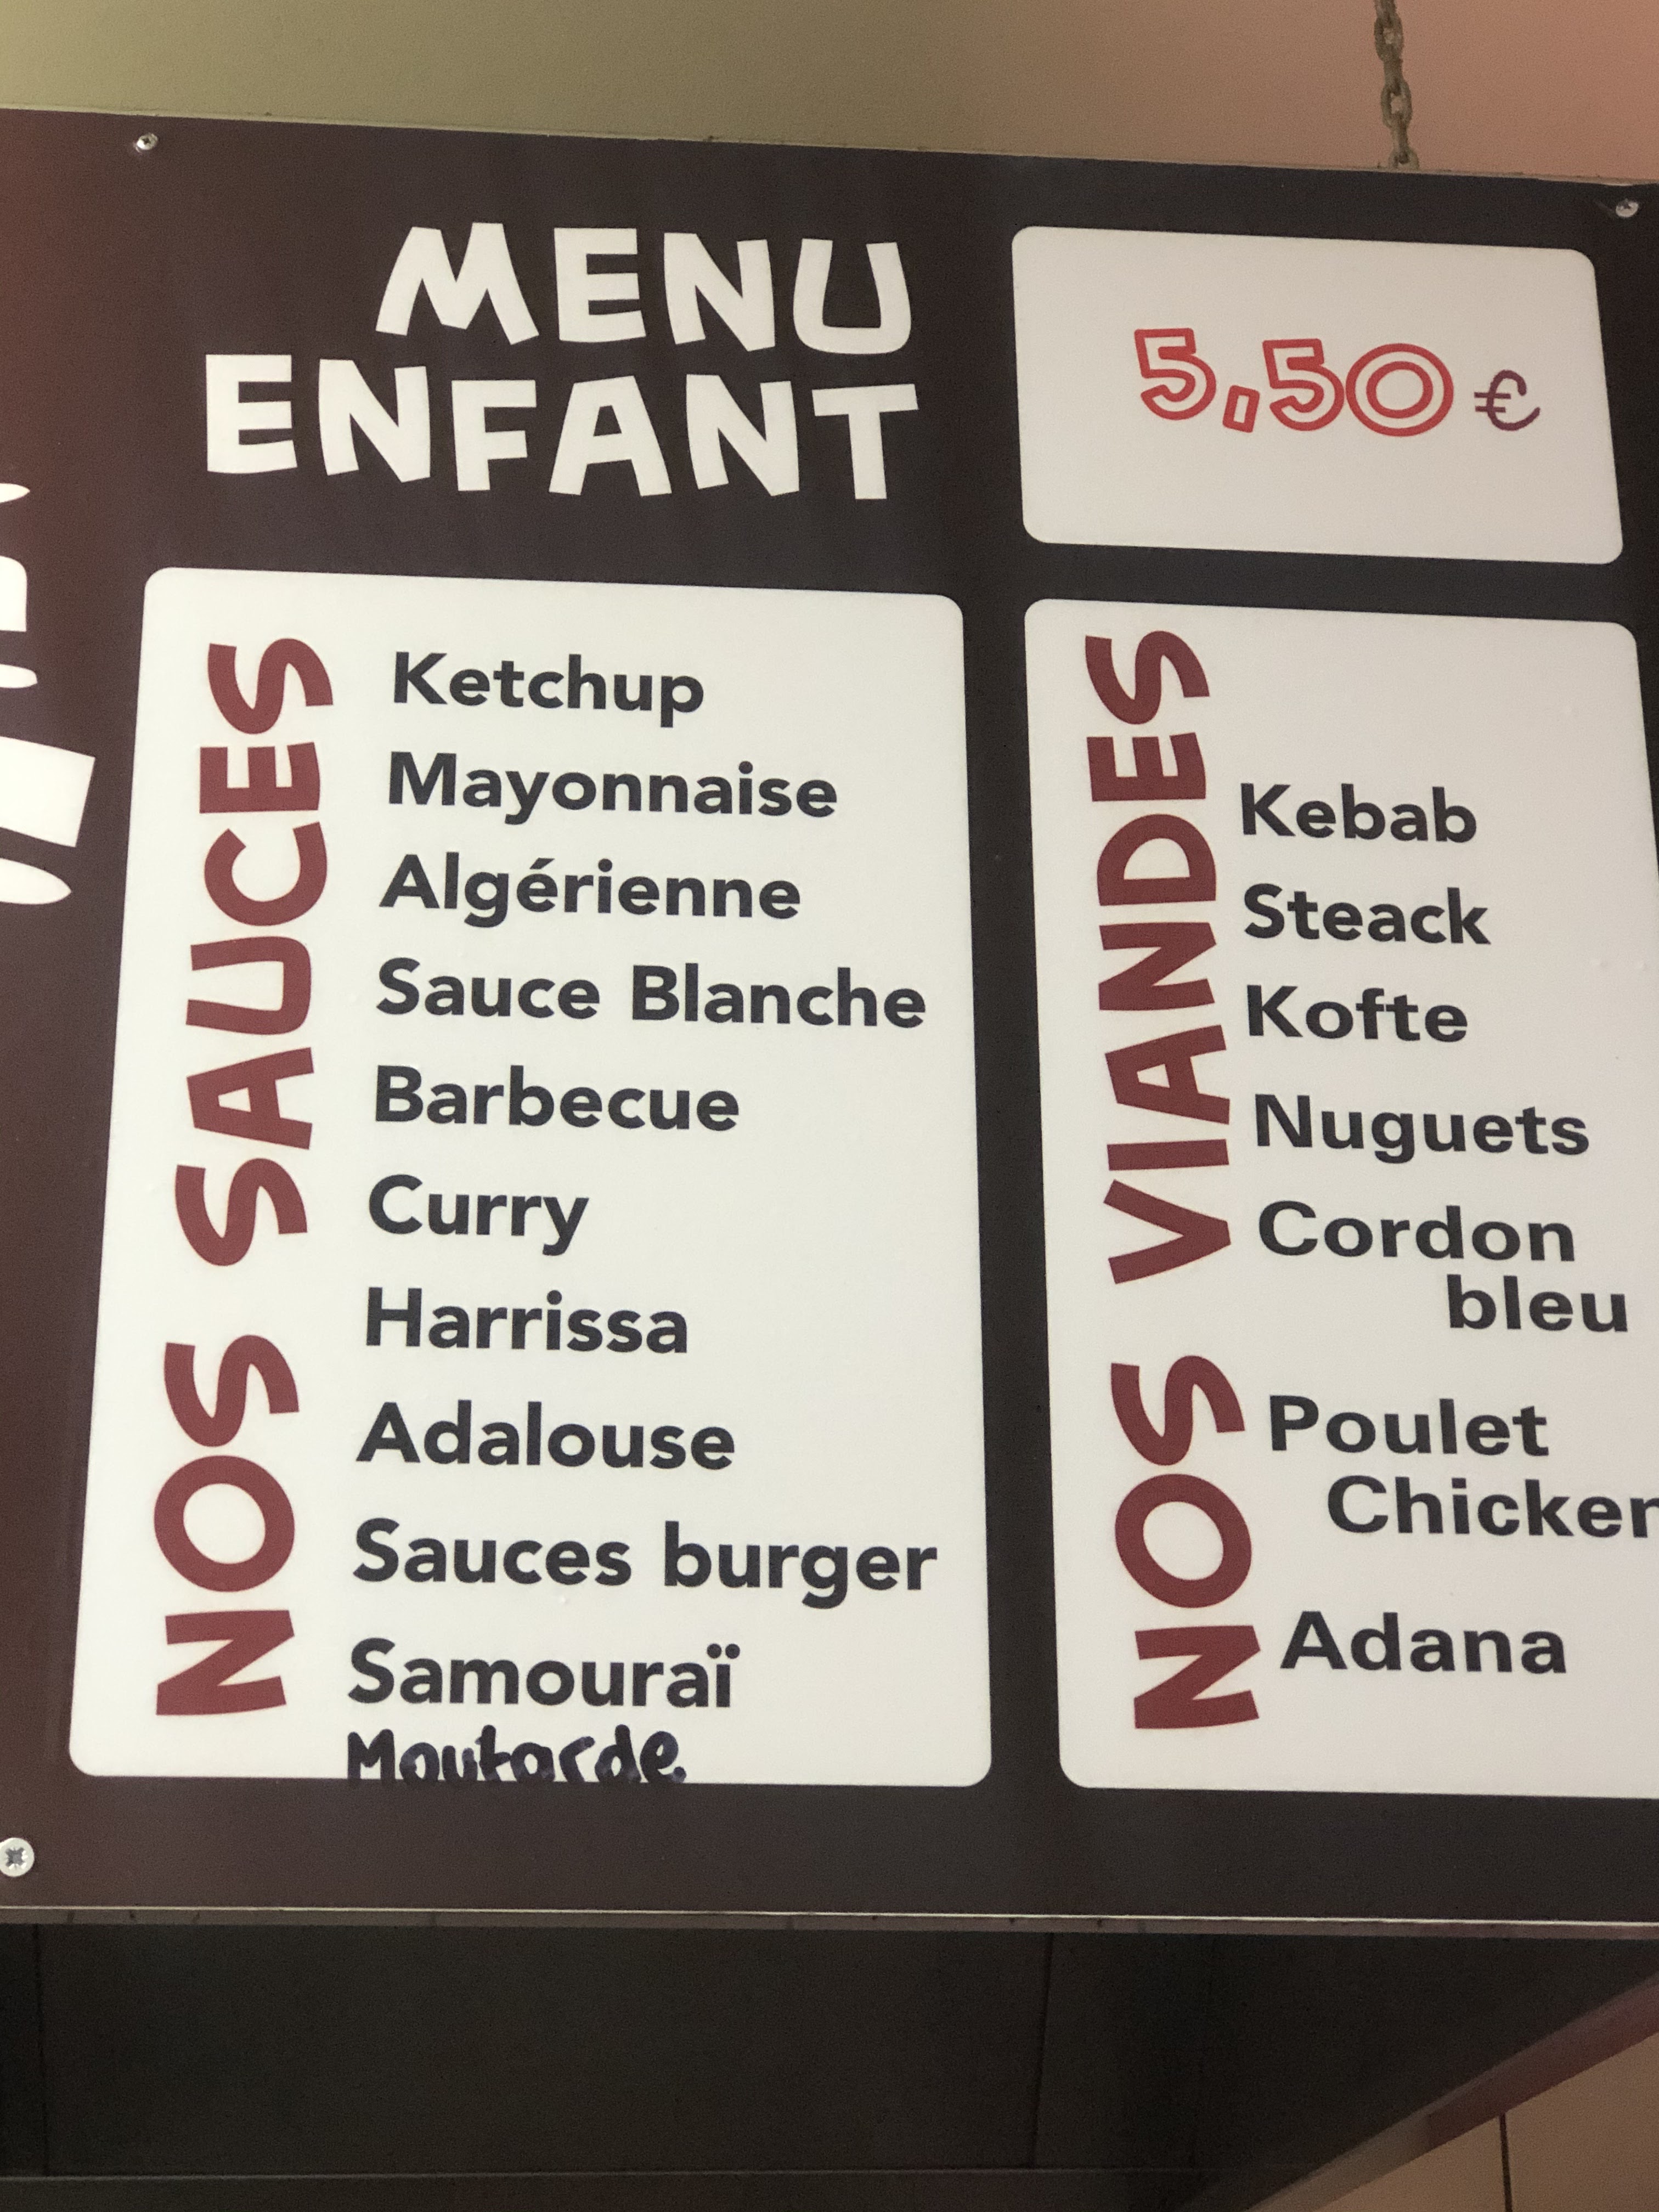 MENU
ENFANT
5,50 €
NOS SAUCES
Ketchup
Mayonnaise
Algérienne
Sauce Blanche
Barbecue
Curry
Harrissa
Adalouse
Sauces burger
Samouraï
Moutarde
NOS VIANDES
Kebab
Steack
Kofte
Nuguets
Cordon
bleu
Poulet
Chicken
Adana